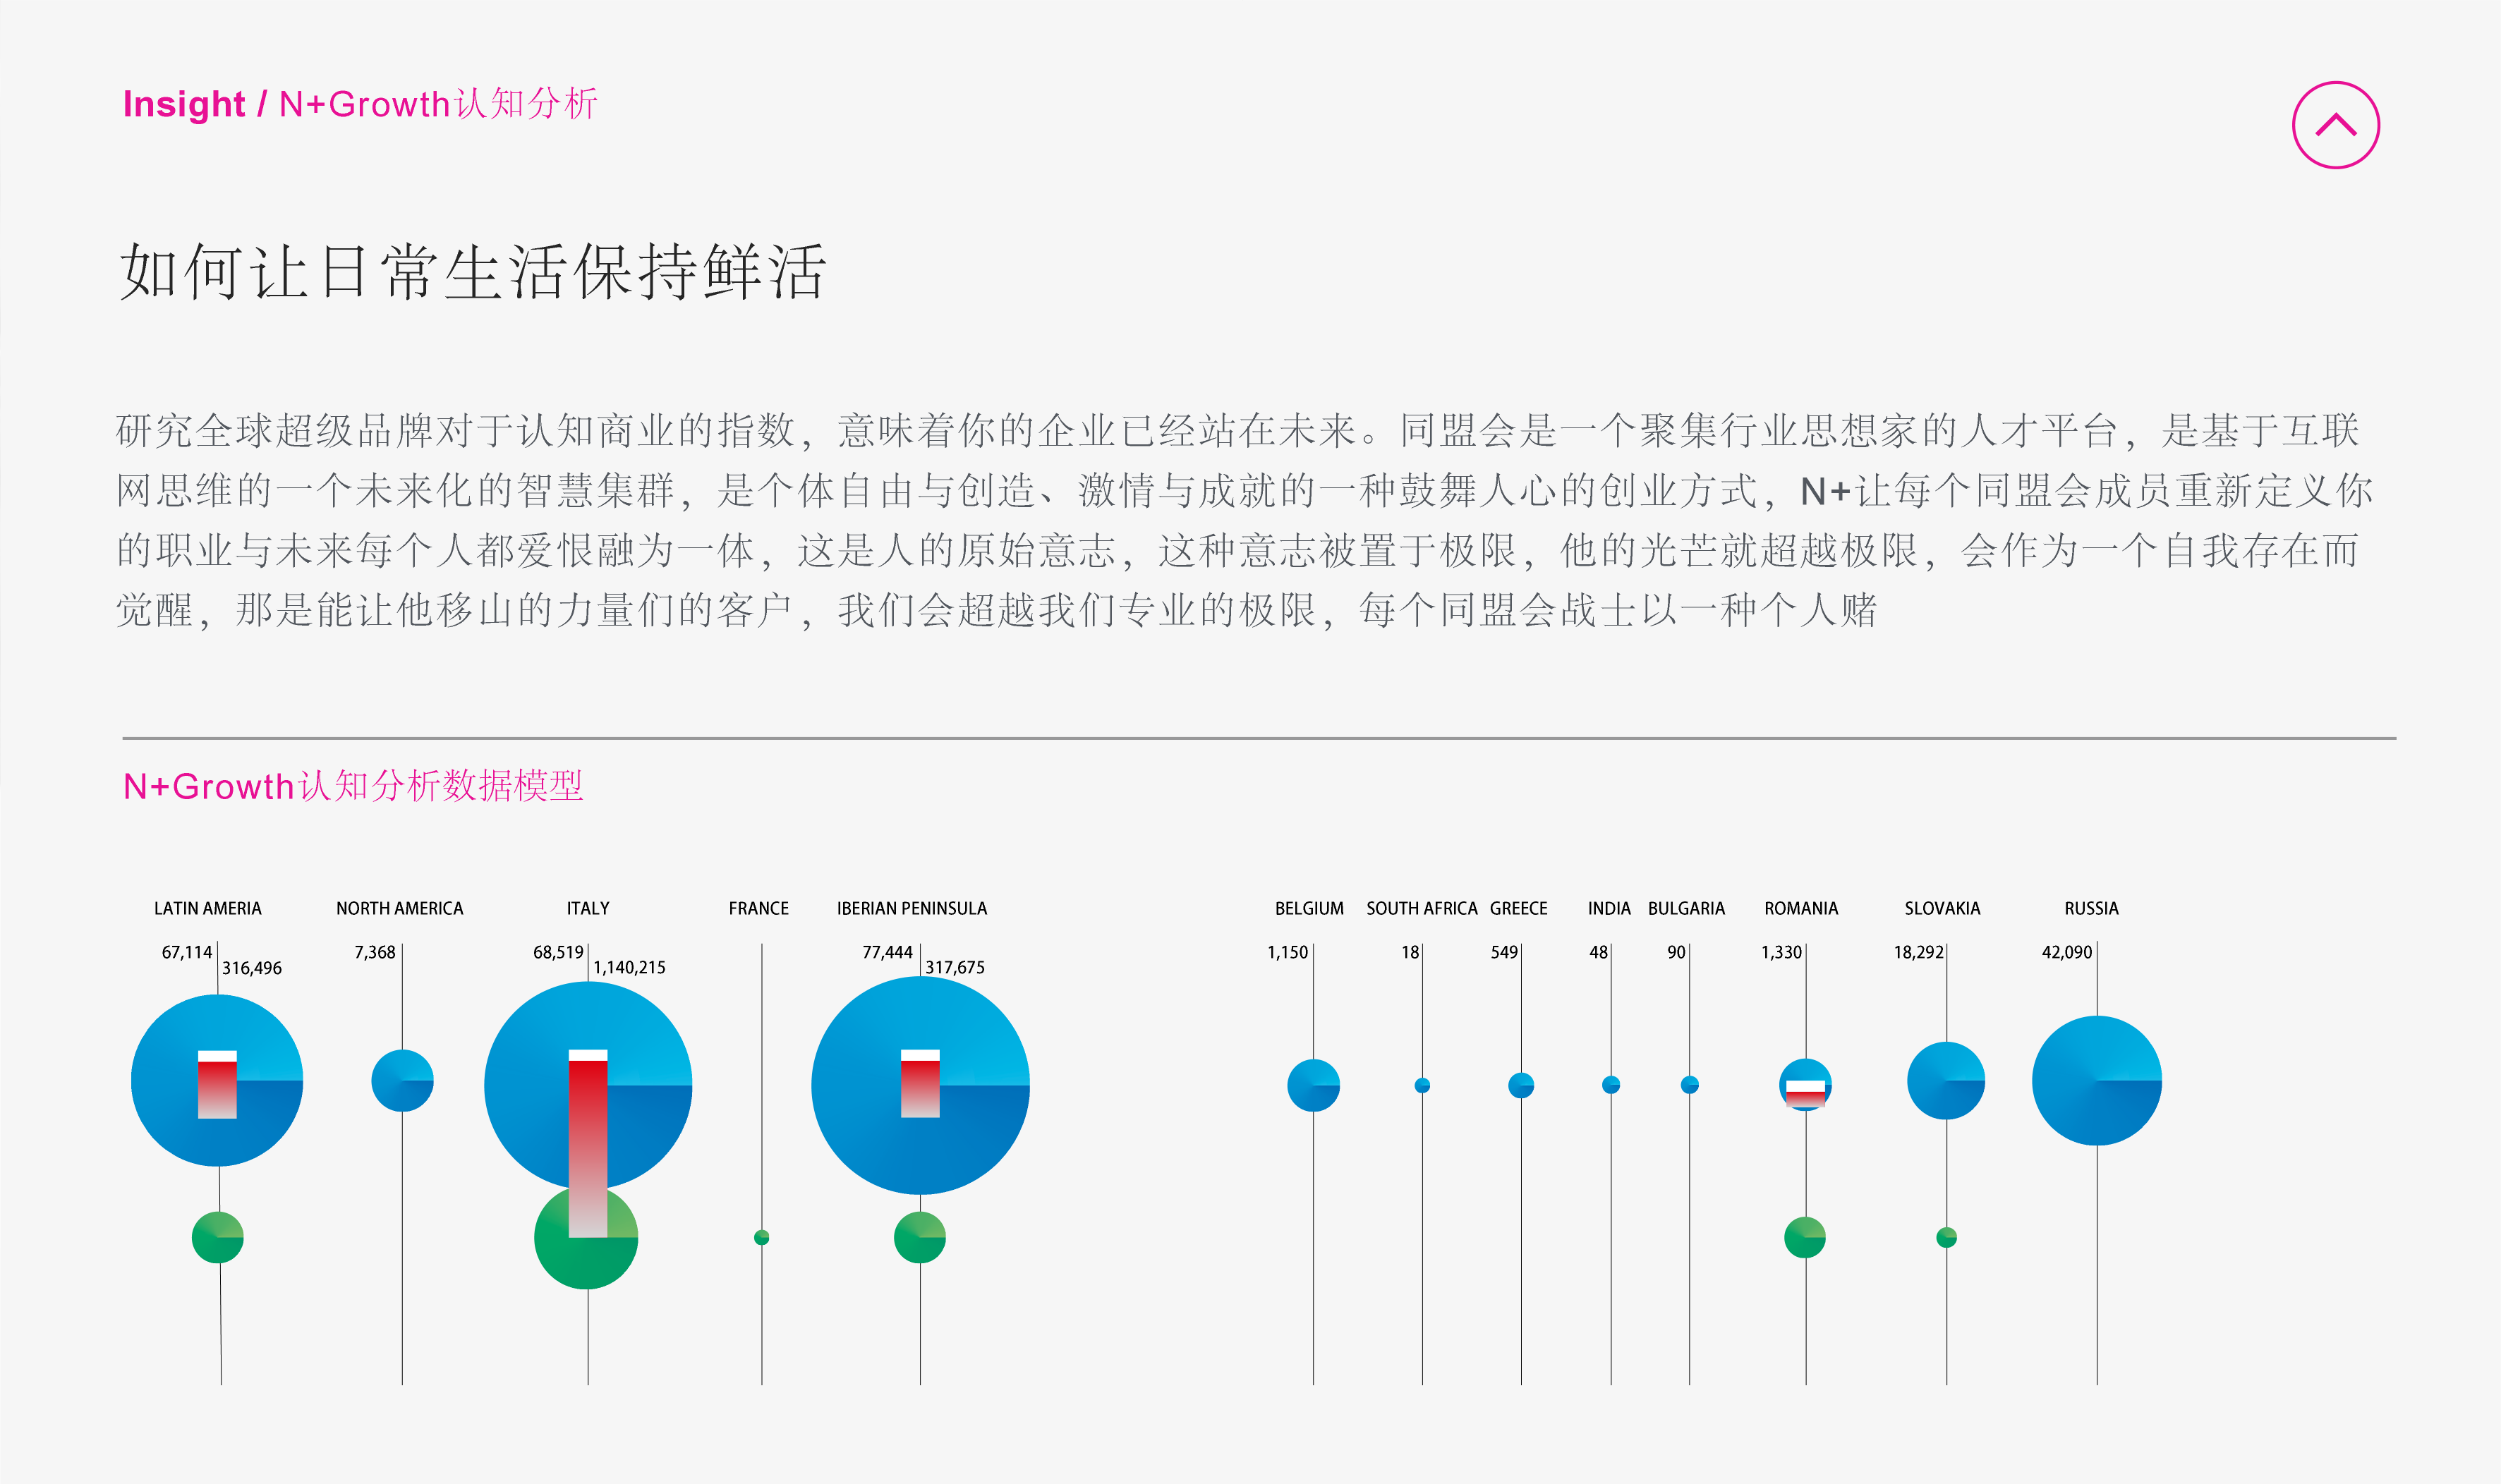 Insight / N+Growth认知分析
如何让日常生活保持鲜活
研究全球超级品牌对于认知商业的指数，意味着你的企业已经站在未来。同盟会是一个聚集行业思想家的人才平台，是基于互联
网思维的一个未来化的智慧集群，是个体自由与创造、激情与成就的一种鼓舞人心的创业方式，N+让每个同盟会成员重新定义你
的职业与未来每个人都爱恨融为一体，这是人的原始意志，这种意志被置于极限，他的光芒就超越极限，会作为一个自我存在而
觉醒，那是能让他移山的力量们的客户，我们会超越我们专业的极限，每个同盟会战士以一种个人赌
N+Growth认知分析数据模型
LATIN AMERIA NORTH AMERICA ITALY FRANCE IBERIAN PENINSULA BELGIUM SOUTH AFRICA GREECE INDIA BULGARIA ROMANIA SLOVAKIA RUSSIA
67,114 7,368 68,519 77,444 1,150 18 549 48 90 1,330 18,292 42,090
316,496 1,140,215 317,675